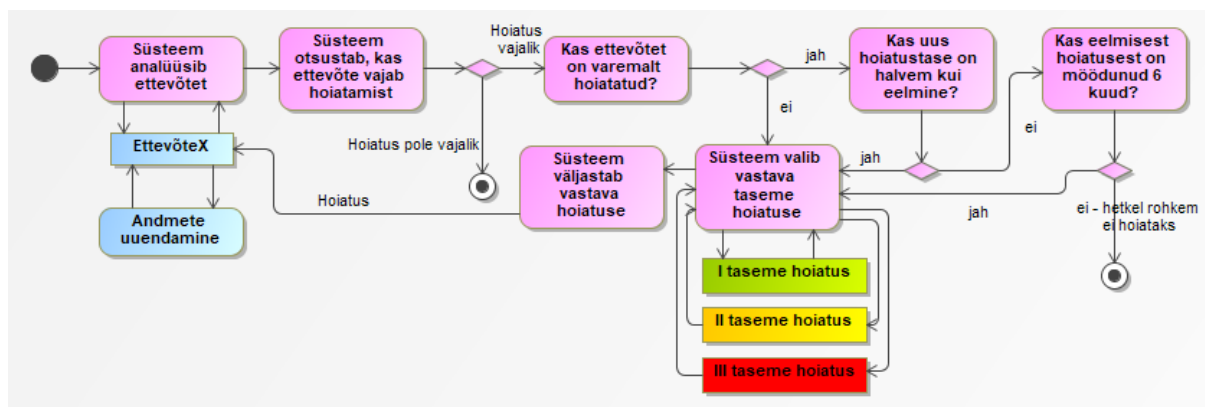 Süsteem
analüüsib
ettevõtet
Süsteem
otsustab, kas
ettevõte vajab
hoiatamist
Hoiatus
vajalik
Hoiatus pole vajalik
Kas ettevõtet
on varemalt
hoiatatud?
jah
ei
Kas uus
hoiatustase on
halvem kui
eelmine?
jah
ei
Kas eelmisest
hoiatusest on
möödunud 6
kuud?
jah
ei - hetkel rohkem
ei hoiataks
EttevõteX
Andmete
uuendamine
Hoiatus
Süsteem
väljastab
vastava
hoiatuse
Süsteem valib
vastava
taseme
hoiatuse
I taseme hoiatus
II taseme hoiatus
III taseme hoiatus